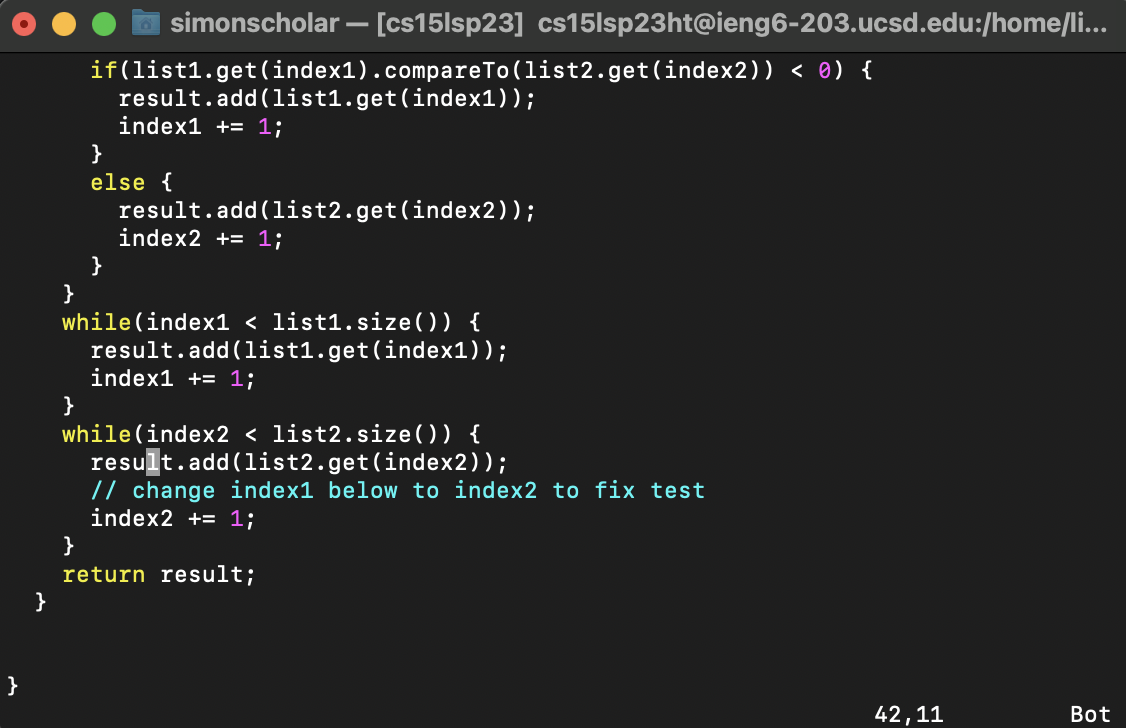 simonscholar — [cs15lsp23]  cs15lsp23ht@ieng6-203.ucsd.edu:/home/li...
      if(list1.get(index1).compareTo(list2.get(index2)) < 0) {
        result.add(list1.get(index1));
        index1 += 1;
      }
      else {
        result.add(list2.get(index2));
        index2 += 1;
      }
    }
    while(index1 < list1.size()) {
      result.add(list1.get(index1));
      index1 += 1;
    }
    while(index2 < list2.size()) {
      result.add(list2.get(index2));
      // change index1 below to index2 to fix test
      index2 += 1;
    }
    return result;
  }
}
42,11 Bot